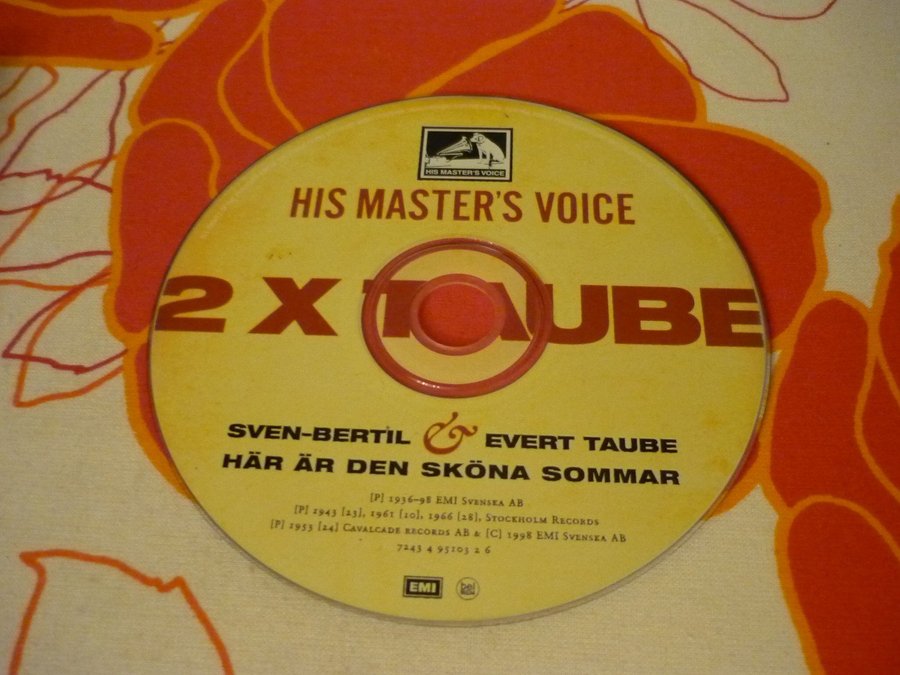 HIS MASTER'S VOICE
HIS MASTER'S VOICE
2 X TAUBE
SVEN-BERTIL & EVERT TAUBE
HÄR ÄR DEN SKÖNA SOMMAR
[P] 1936-98 EMI SVENSKA AB
[P] 1943 [23], 1961 [10], 1966 [28], STOCKHOLM RECORDS
[P] 1953 [24] CAVALCADE RECORDS AB & [C] 1998 EMI SVENSKA AB
7243 4 95103 2 6
EMI